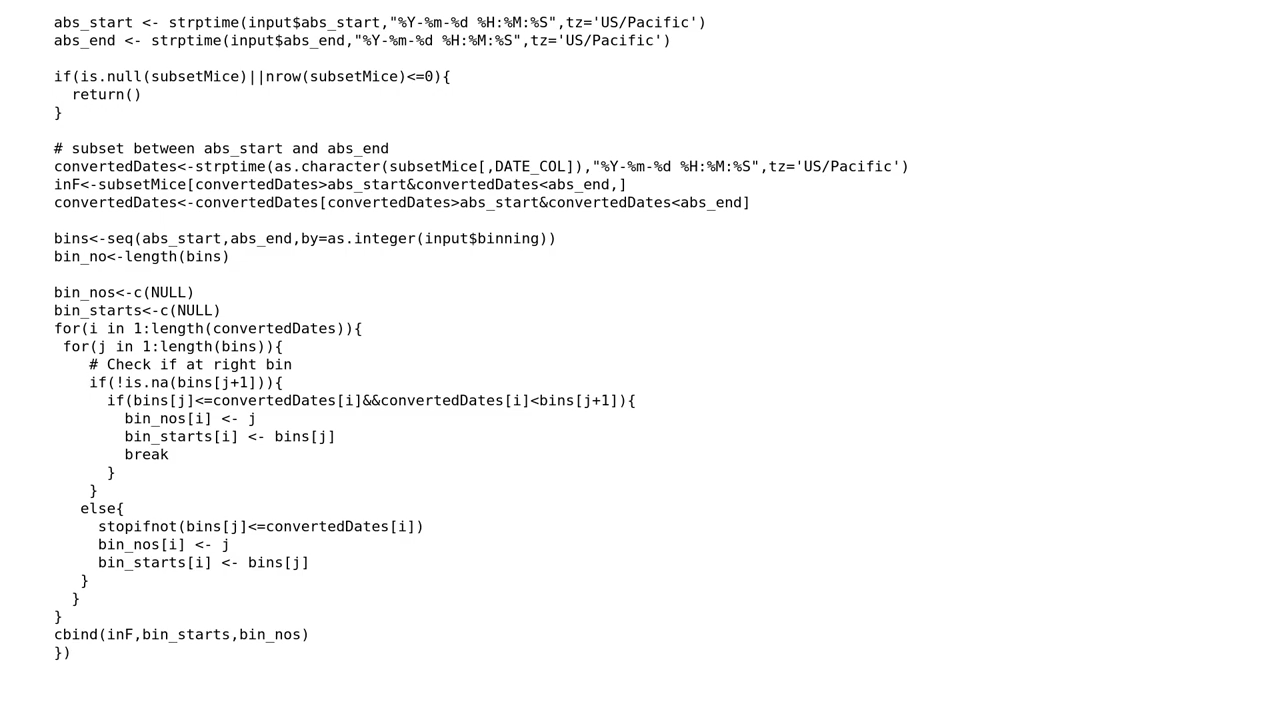 abs_start <- strptime(input$abs_start,"%Y-%m-%d %H:%M:%S",tz='US/Pacific')
abs_end <- strptime(input$abs_end,"%Y-%m-%d %H:%M:%S",tz='US/Pacific')

if(is.null(subsetMice)||nrow(subsetMice)<=0){
  return()
}

# subset between abs_start and abs_end
convertedDates<-strptime(as.character(subsetMice[,DATE_COL]),"%Y-%m-%d %H:%M:%S",tz='US/Pacific')
inF<-subsetMice[convertedDates>abs_start&convertedDates<abs_end,]
convertedDates<-convertedDates[convertedDates>abs_start&convertedDates<abs_end]

bins<-seq(abs_start,abs_end,by=as.integer(input$binning))
bin_no<-length(bins)

bin_nos<-c(NULL)
bin_starts<-c(NULL)
for(i in 1:length(convertedDates)){
 for(j in 1:length(bins)){
    # Check if at right bin
    if(!is.na(bins[j+1])){
      if(bins[j]<=convertedDates[i]&&convertedDates[i]<bins[j+1]){
        bin_nos[i] <- j
        bin_starts[i] <- bins[j]
        break
      }
    }
   else{
     stopifnot(bins[j]<=convertedDates[i])
     bin_nos[i] <- j
     bin_starts[i] <- bins[j]
   }
  }
}
cbind(inF,bin_starts,bin_nos)
})